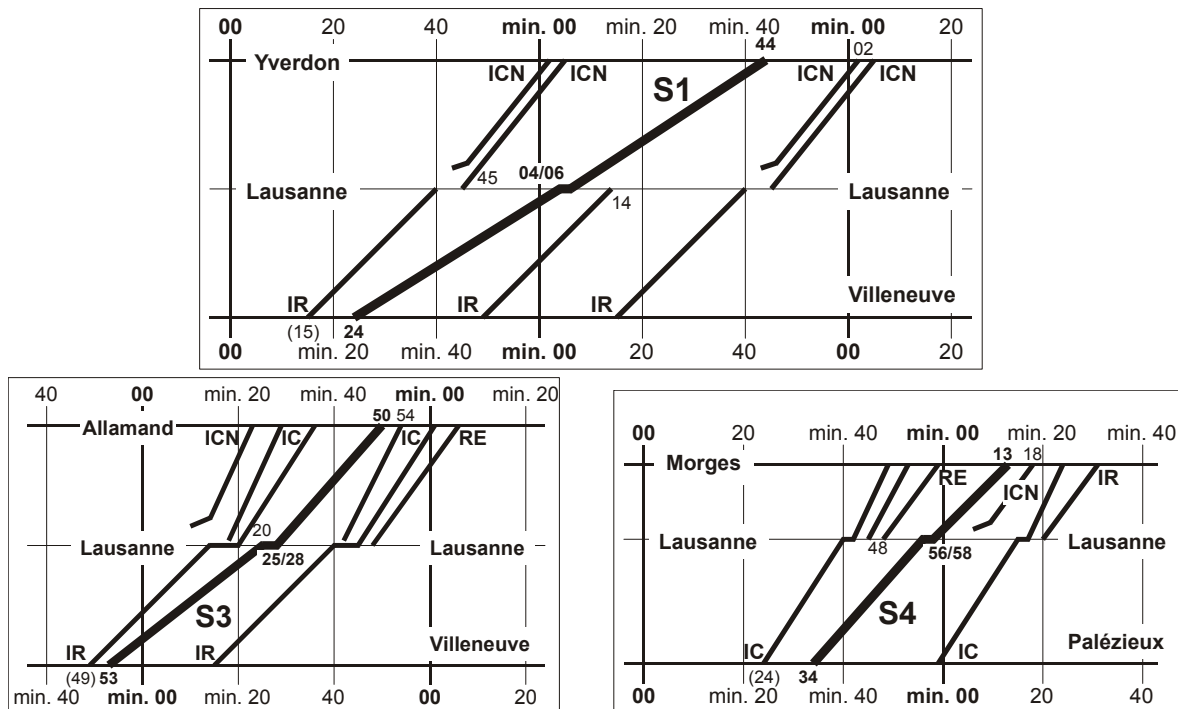 00 20 40 min. 00 min. 20 min. 40 00 20
44 02
Yverdon ICN ICN S1 ICN ICN
04/06 45
Lausanne 14 Lausanne
IR IR IR Villeneuve
(15) 24
00 min. 20 min. 40 min. 00 20 40 00 20
40 00 min. 20 min. 40 min. 00 min. 20
50 54
Allamand ICN IC IC RE
20
Lausanne 25/28 Lausanne
S3
IR IR Villeneuve
(49) 53
min. 40 min. 00 20 40 00 min. 20
00 20 min. 40 min. 00 min. 20 min. 40
13 18
Morges RE ICN IR
Lausanne 48 56/58 Lausanne
S4
IC IC Palézieux
(24) 34
00 min. 20 min. 40 min. 00 20 40